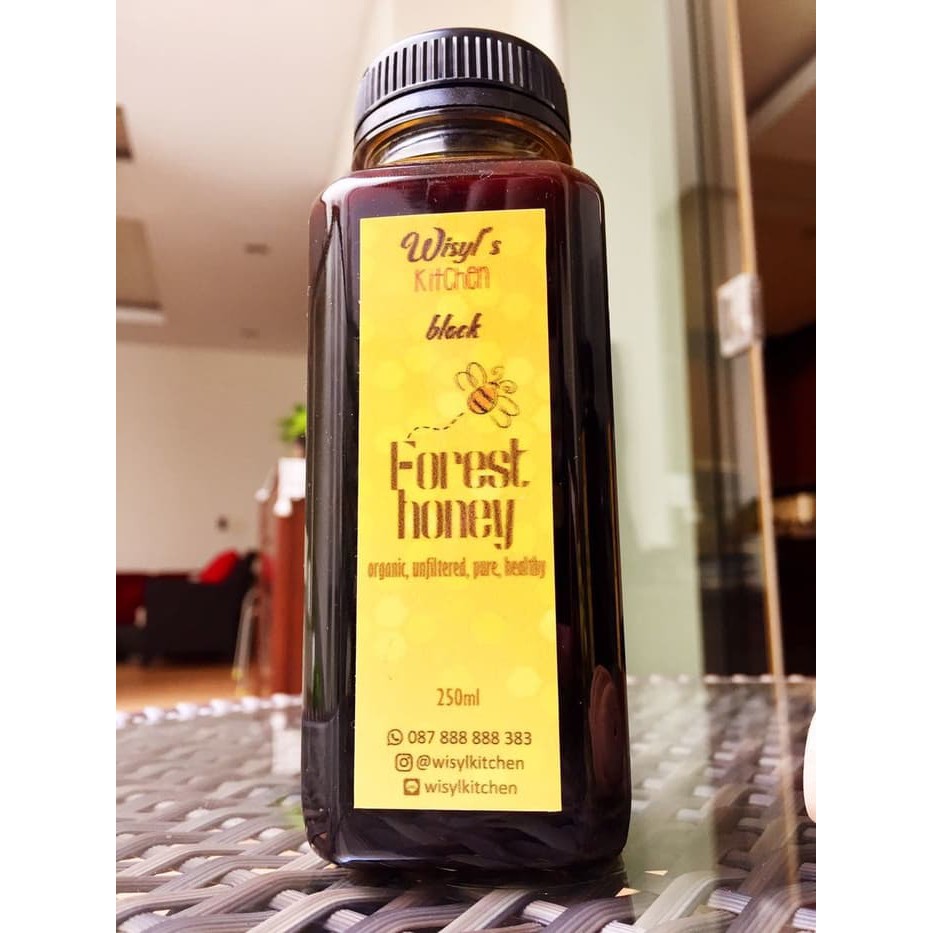 Wisyl's
Kitchen
black
Forest
honey
organic, unfiltered, pure, healthy
250ml
087 888 888 383
@wisylkitchen
wisylkitchen